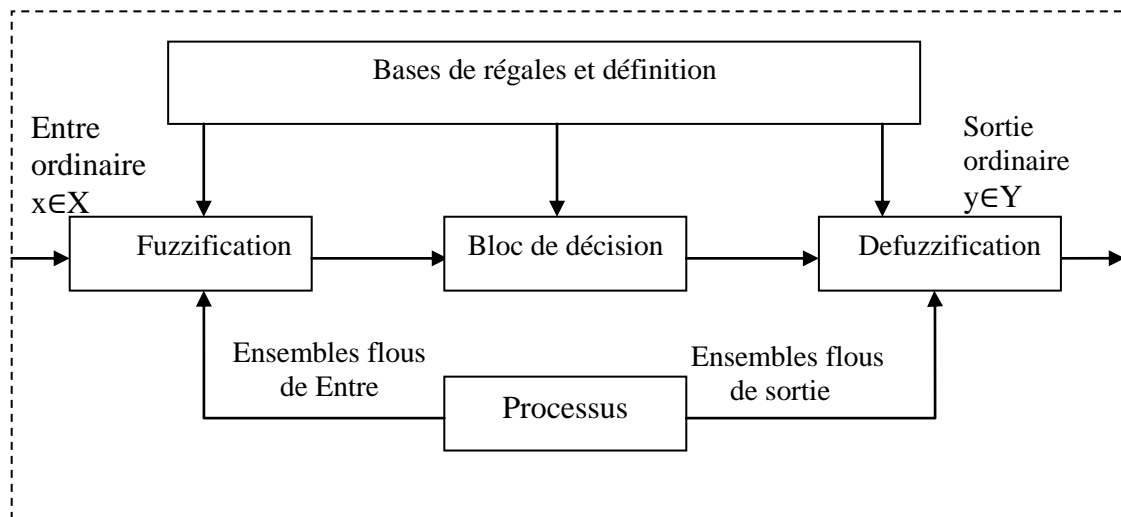 Bases de régales et définition
Entre
ordinaire
x∈X
Sortie
ordinaire
y∈Y
Fuzzification
Bloc de décision
Defuzzification
Ensembles flous
de Entre
Ensembles flous
de sortie
Processus